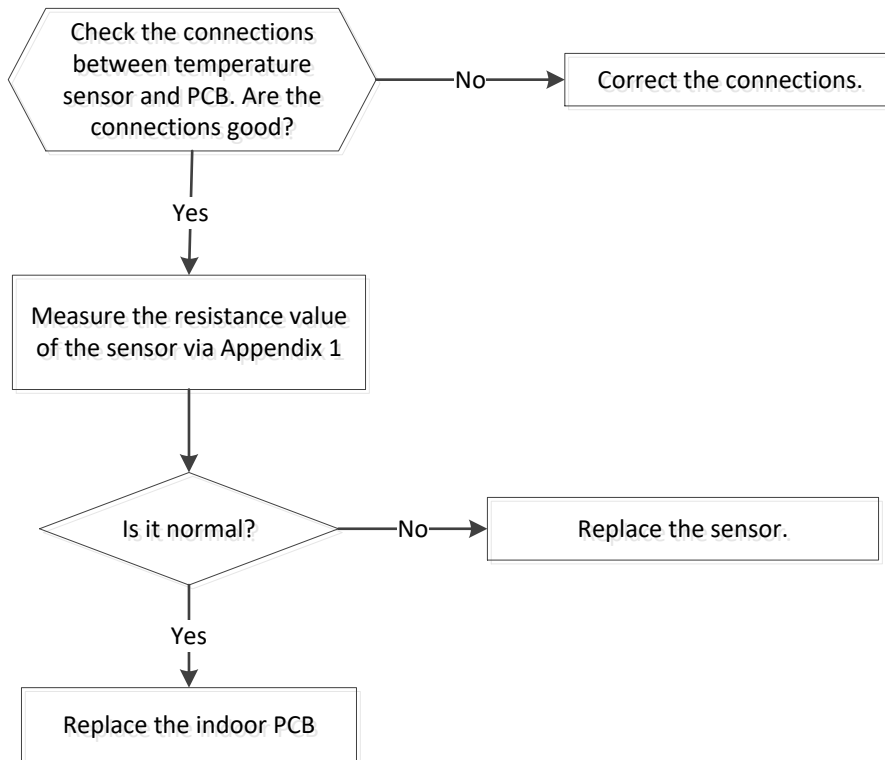 Check the connections
between temperature
sensor and PCB. Are the
connections good?
No
Correct the connections.
Yes
Measure the resistance value
of the sensor via Appendix 1
Is it normal?
No
Replace the sensor.
Yes
Replace the indoor PCB